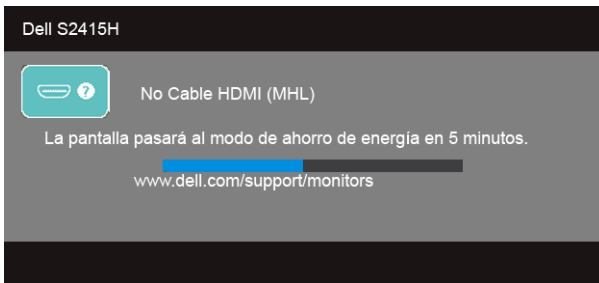 Dell S2415H
No Cable HDMI (MHL)
La pantalla pasará al modo de ahorro de energía en 5 minutos.
www.dell.com/support/monitors